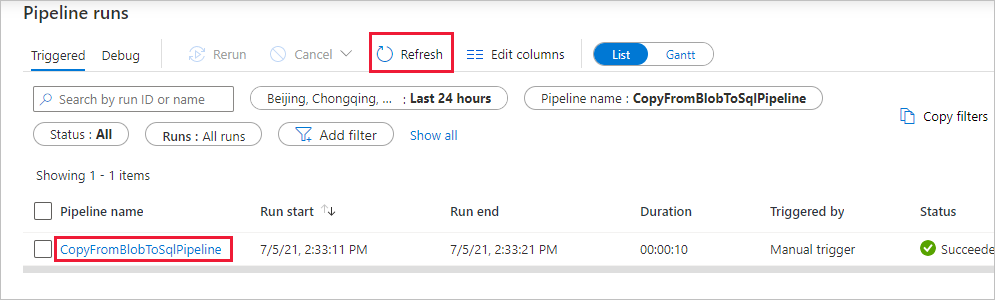 Pipeline runs
Triggered Debug Rerun Cancel Refresh Edit columns List Gantt
Search by run ID or name Beijing, Chongqing, ... : Last 24 hours Pipeline name : CopyFromBlobToSqlPipeline
Copy filters
Status : All Runs : All runs Add filter Show all
Showing 1 - 1 items
Pipeline name Run start Run end Duration Triggered by Status
CopyFromBlobToSqlPipeline 7/5/21, 2:33:11 PM 7/5/21, 2:33:21 PM 00:00:10 Manual trigger Succeede